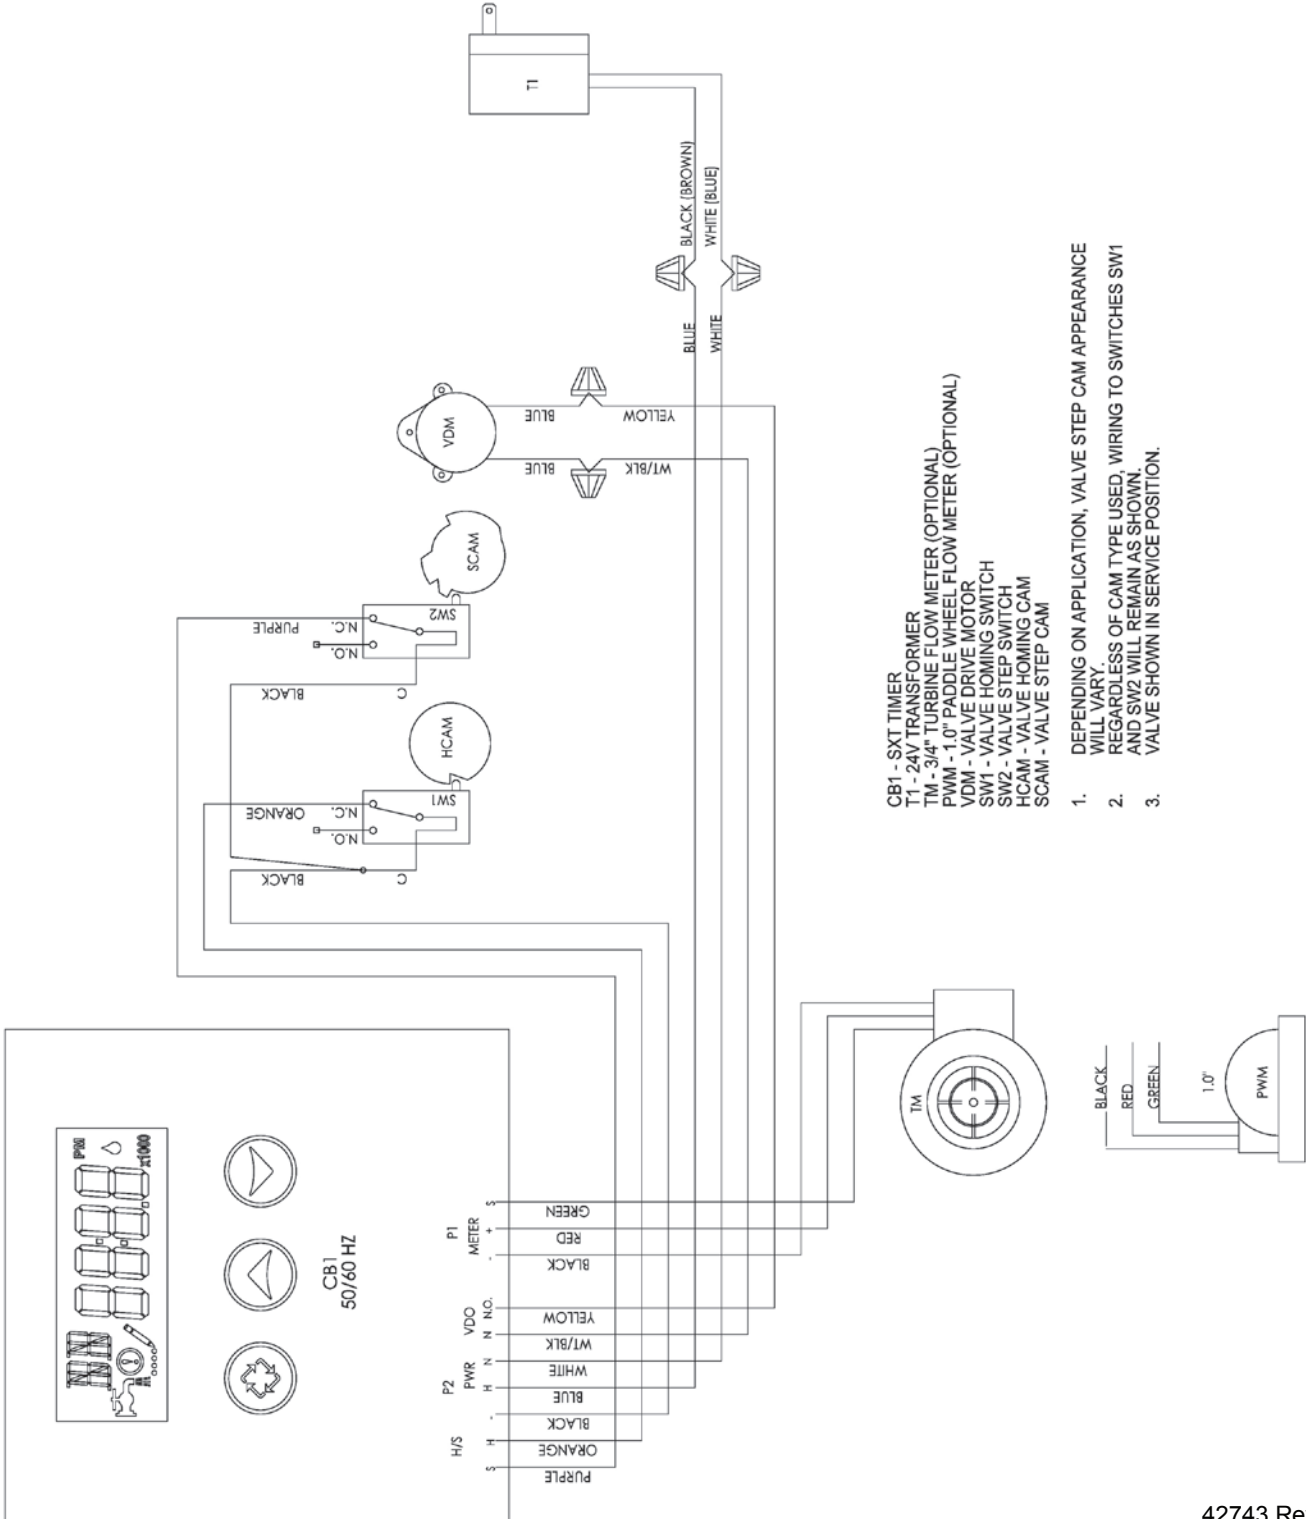 T1
BLACK (BROWN)
WHITE (BLUE)
BLUE
WHITE
VDM
BLUE
YELLOW
BLUE
WT/BLK
SCAM
SW2
PURPLE
N.C.
N.O.
BLACK
C
HCAM
SW1
ORANGE
N.C.
N.O.
BLACK
C
CB1 - SXT TIMER
T1 - 24V TRANSFORMER
TM - 3/4" TURBINE FLOW METER (OPTIONAL)
PWM - 1.0" PADDLE WHEEL FLOW METER (OPTIONAL)
VDM - VALVE DRIVE MOTOR
SW1 - VALVE HOMING SWITCH
SW2 - VALVE STEP SWITCH
HCAM - VALVE HOMING CAM
SCAM - VALVE STEP CAM
1. DEPENDING ON APPLICATION, VALVE STEP CAM APPEARANCE
WILL VARY.
2. REGARDLESS OF CAM TYPE USED, WIRING TO SWITCHES SW1
AND SW2 WILL REMAIN AS SHOWN.
3. VALVE SHOWN IN SERVICE POSITION.
PM
x1000
CB1
50/60 HZ
P1
METER
S
+
-
GREEN
RED
BLACK
VDO
N.O.
N
YELLOW
WT/BLK
P2
PWR
N
H
WHITE
BLUE
H/S
-
H
S
BLACK
ORANGE
PURPLE
TM
BLACK
RED
GREEN
1.0"
PWM
42743 Re